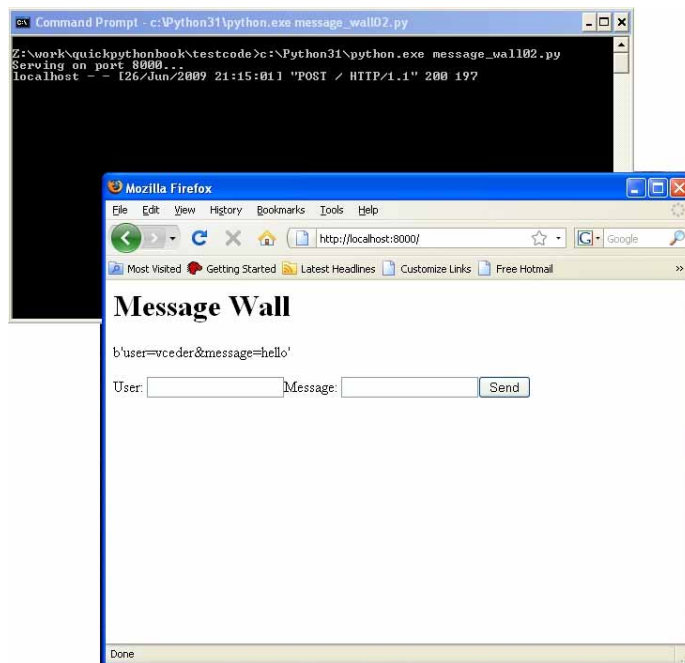 Command Prompt - c:\Python31\python.exe message_wall02.py
Z:\work\quickpythonbook\testcode>c:\Python31\python.exe message_wall02.py
Serving on port 8000...
localhost - - [26/Jun/2009 21:15:01] "POST / HTTP/1.1" 200 197
Mozilla Firefox
File Edit View History Bookmarks Tools Help
http://localhost:8000/ G Google
Most Visited Getting Started Latest Headlines Customize Links Free Hotmail »
Message Wall
b'user=vceder&message=hello'
User: Message: Send
Done